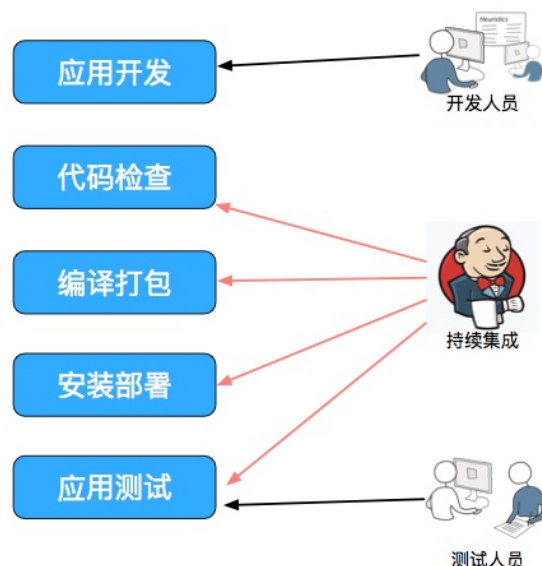 应用开发
Heuristics
开发人员
代码检查
编译打包
持续集成
安装部署
应用测试
测试人员